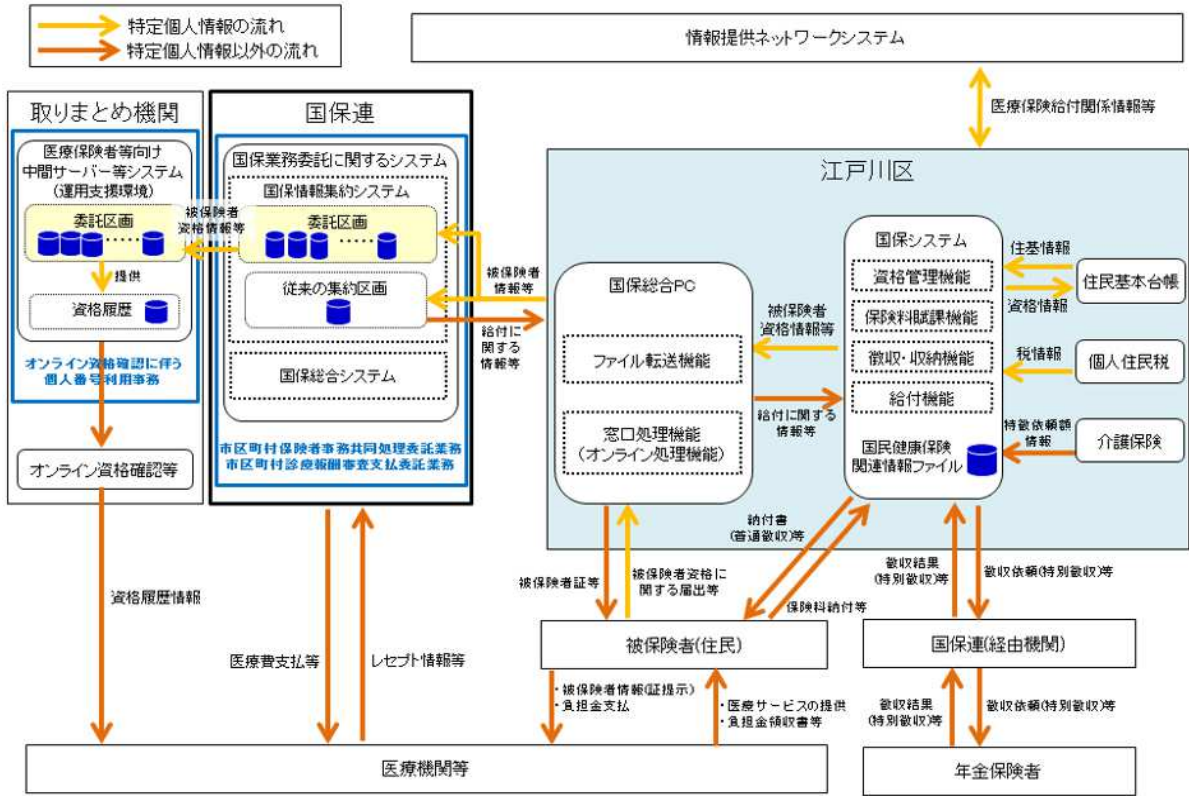 特定個人情報の流れ
特定個人情報以外の流れ
情報提供ネットワークシステム
医療保険給付関係情報等
取りまとめ機関
医療保険者等向け
中間サーバー等システム
(運用支援環境)
委託区画
‥‥‥
提供
資格履歴
オンライン資格確認に伴う
個人番号利用事務
オンライン資格確認等
資格履歴情報
被保険者
資格情報等
国保連
国保業務委託に関するシステム
国保情報集約システム
委託区画
‥‥‥
従来の集約区画
国保総合システム
市区町村保険者事務共同処理委託業務
市区町村診療報酬審査支払委託業務
被保険者
情報等
給付に
関する
情報等
医療費支払等
レセプト情報等
江戸川区
国保総合PC
ファイル転送機能
窓口処理機能
(オンライン処理機能)
被保険者
資格情報等
給付に関する
情報等
国保システム
資格管理機能
保険料賦課機能
徴収・収納機能
給付機能
国民健康保険
関連情報ファイル
住基情報
資格情報
住民基本台帳
税情報
個人住民税
特徴依頼額
情報
介護保険
被保険者証等
被保険者資格に
関する届出等
納付書
(普通徴収)等
保険料納付等
徴収結果
(特別徴収)等
徴収依頼(特別徴収)等
被保険者(住民)
国保連(経由機関)
・被保険者情報(証提示)
・負担金支払
・医療サービスの提供
・負担金領収書等
徴収結果
(特別徴収)等
徴収依頼(特別徴収)等
医療機関等
年金保険者